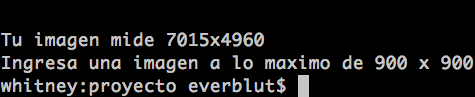 Tu imagen mide 7015x4960
Ingresa una imagen a lo maximo de 900 x 900
whitney:proyecto everblut$